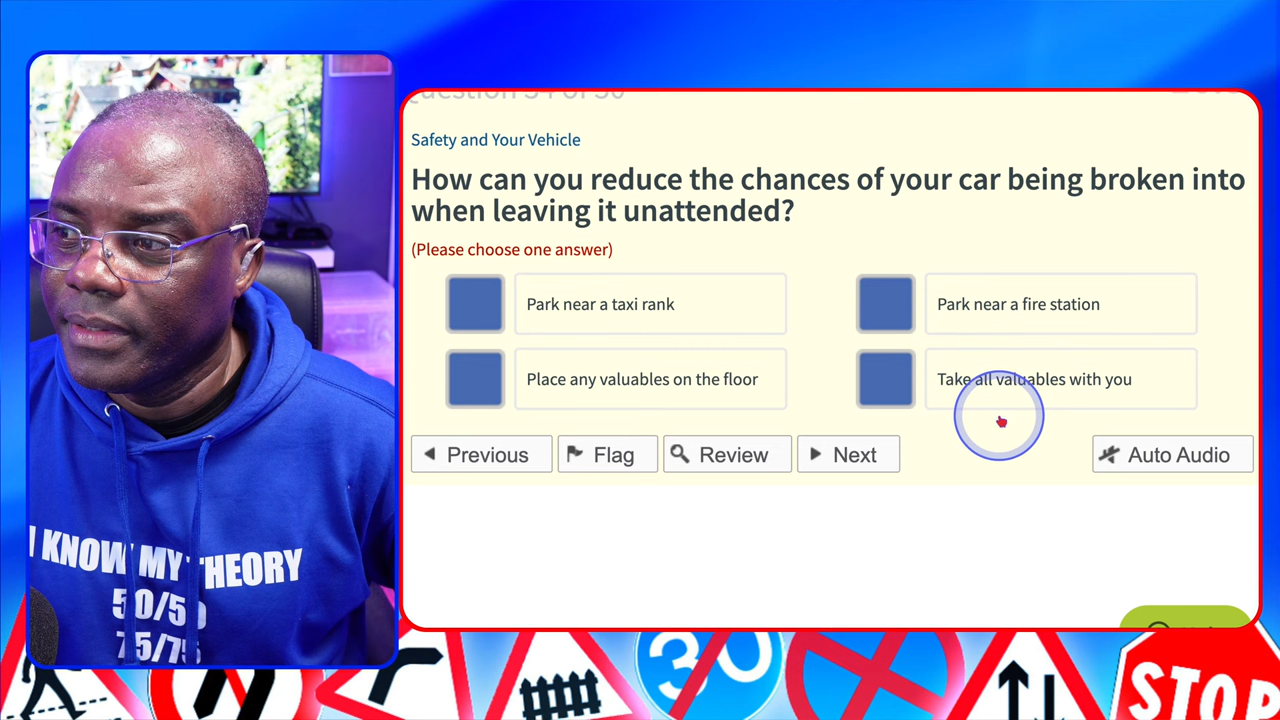 Safety and Your Vehicle
How can you reduce the chances of your car being broken into
when leaving it unattended?
(Please choose one answer)
Park near a taxi rank
Park near a fire station
Place any valuables on the floor
Take all valuables with you
Previous
Flag
Review
Next
Auto Audio
I KNOW MY THEORY
50/50
75/75
30
STOP